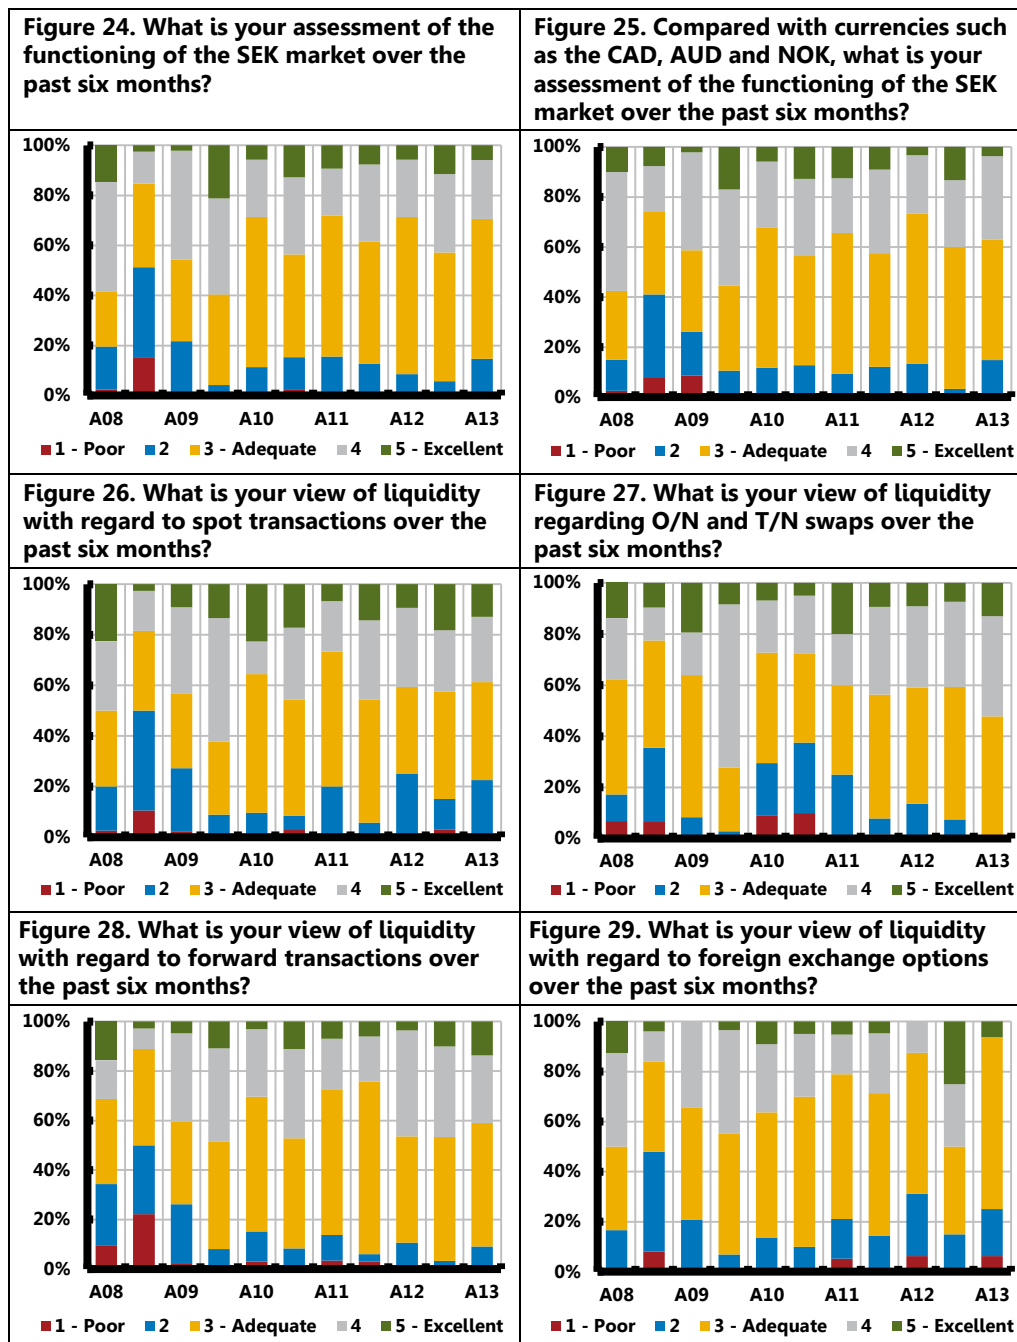 Figure 24. What is your assessment of the
functioning of the SEK market over the
past six months?
Figure 25. Compared with currencies such
as the CAD, AUD and NOK, what is your
assessment of the functioning of the SEK
market over the past six months?
100%
80%
60%
40%
20%
0%
A08 A09 A10 A11 A12 A13
1 - Poor 2 3 - Adequate 4 5 - Excellent
100%
80%
60%
40%
20%
0%
A08 A09 A10 A11 A12 A13
1 - Poor 2 3 - Adequate 4 5 - Excellent
Figure 26. What is your view of liquidity
with regard to spot transactions over the
past six months?
Figure 27. What is your view of liquidity
regarding O/N and T/N swaps over the
past six months?
100%
80%
60%
40%
20%
0%
A08 A09 A10 A11 A12 A13
1 - Poor 2 3 - Adequate 4 5 - Excellent
100%
80%
60%
40%
20%
0%
A08 A09 A10 A11 A12 A13
1 - Poor 2 3 - Adequate 4 5 - Excellent
Figure 28. What is your view of liquidity
with regard to forward transactions over
the past six months?
Figure 29. What is your view of liquidity
with regard to foreign exchange options
over the past six months?
100%
80%
60%
40%
20%
0%
A08 A09 A10 A11 A12 A13
1 - Poor 2 3 - Adequate 4 5 - Excellent
100%
80%
60%
40%
20%
0%
A08 A09 A10 A11 A12 A13
1 - Poor 2 3 - Adequate 4 5 - Excellent